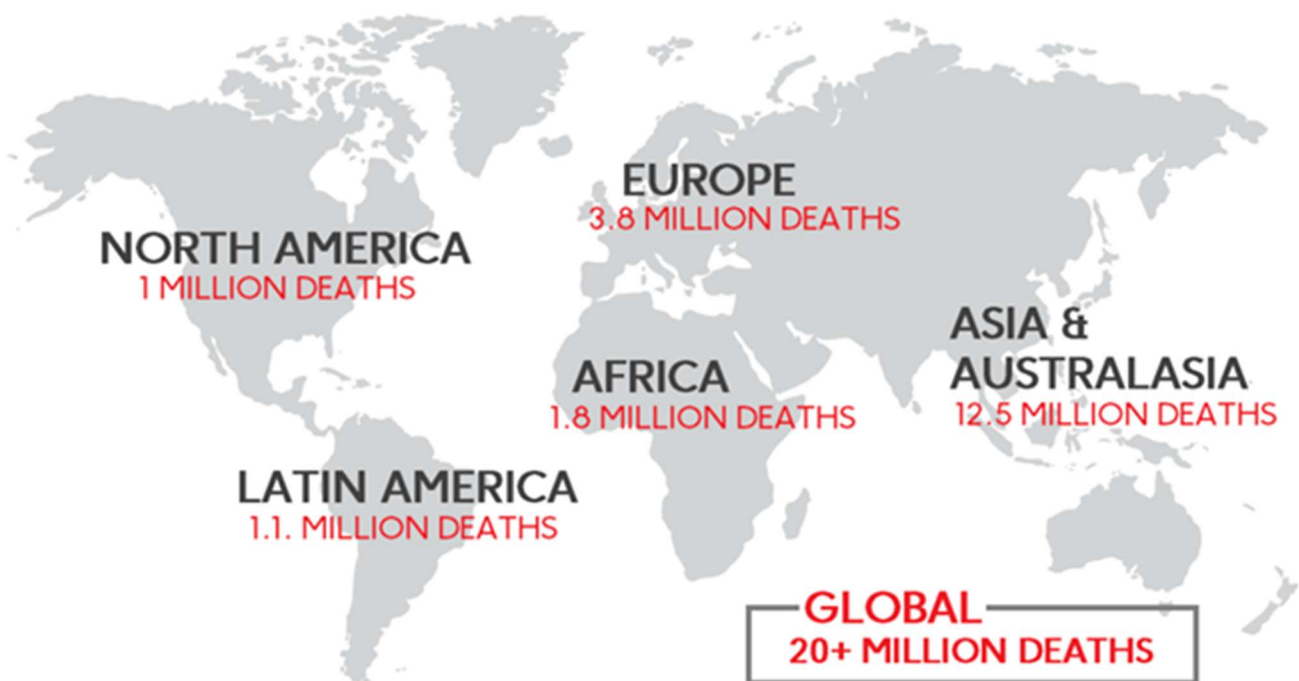 EUROPE
3.8 MILLION DEATHS
NORTH AMERICA
1 MILLION DEATHS
ASIA &
AUSTRALASIA
12.5 MILLION DEATHS
AFRICA
1.8 MILLION DEATHS
LATIN AMERICA
1.1. MILLION DEATHS
GLOBAL
20+ MILLION DEATHS